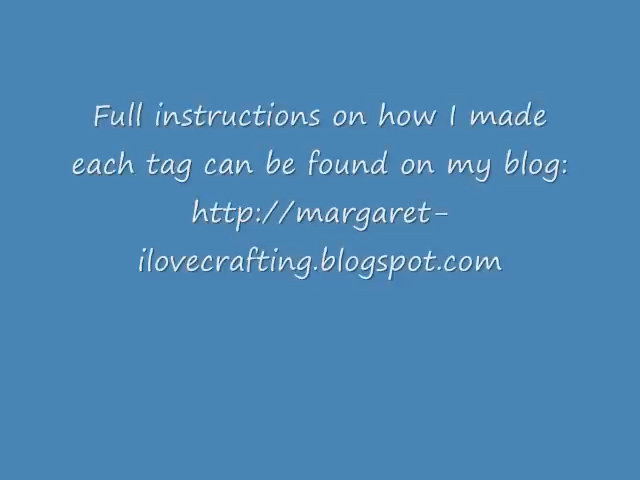 Full instructions on how I made
each tag can be found on my blog:
http://margaret-
ilovecrafting.blogspot.com